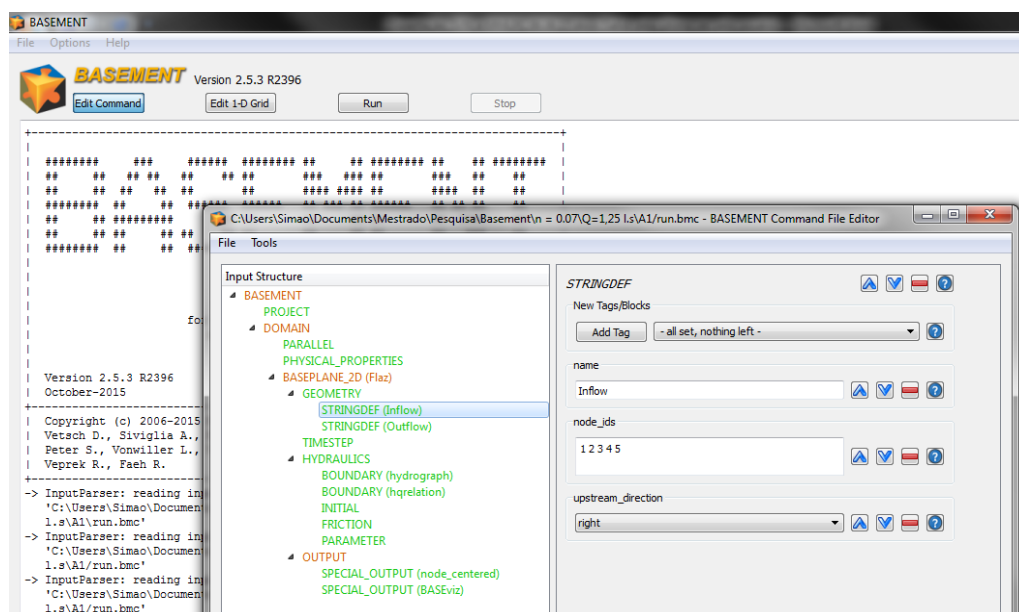 BASEMENT
File Options Help
BASEMENT Version 2.5.3 R2396
Edit Command Edit 1-D Grid Run Stop
C:\Users\Simao\Documents\Mestrado\Pesquisa\Basement\n = 0.07\Q=1,25 l.s\A1/run.bmc - BASEMENT Command File Editor
File Tools
Input Structure
BASEMENT
PROJECT
DOMAIN
PARALLEL
PHYSICAL_PROPERTIES
BASEPLANE_2D (Flaz)
GEOMETRY
STRINGDEF (Inflow)
STRINGDEF (Outflow)
TIMESTEP
HYDRAULICS
BOUNDARY (hydrograph)
BOUNDARY (hqrelation)
INITIAL
FRICTION
PARAMETER
OUTPUT
SPECIAL_OUTPUT (node_centered)
SPECIAL_OUTPUT (BASEviz)
STRINGDEF
New Tags/Blocks
Add Tag - all set, nothing left -
name
Inflow
node_ids
1 2 3 4 5
upstream_direction
right
Version 2.5.3 R2396
October-2015
Copyright (c) 2006-2015
Vetsch D., Siviglia A.,
Peter S., Vonwiller L.,
Veprek R., Faeh R.
-> InputParser: reading inp
'C:\Users\Simao\Documen
l.s\A1\run.bmc'
-> InputParser: reading inp
'C:\Users\Simao\Documen
l.s\A1/run.bmc'
-> InputParser: reading inp
'C:\Users\Simao\Documen
l.s\A1/run.bmc'